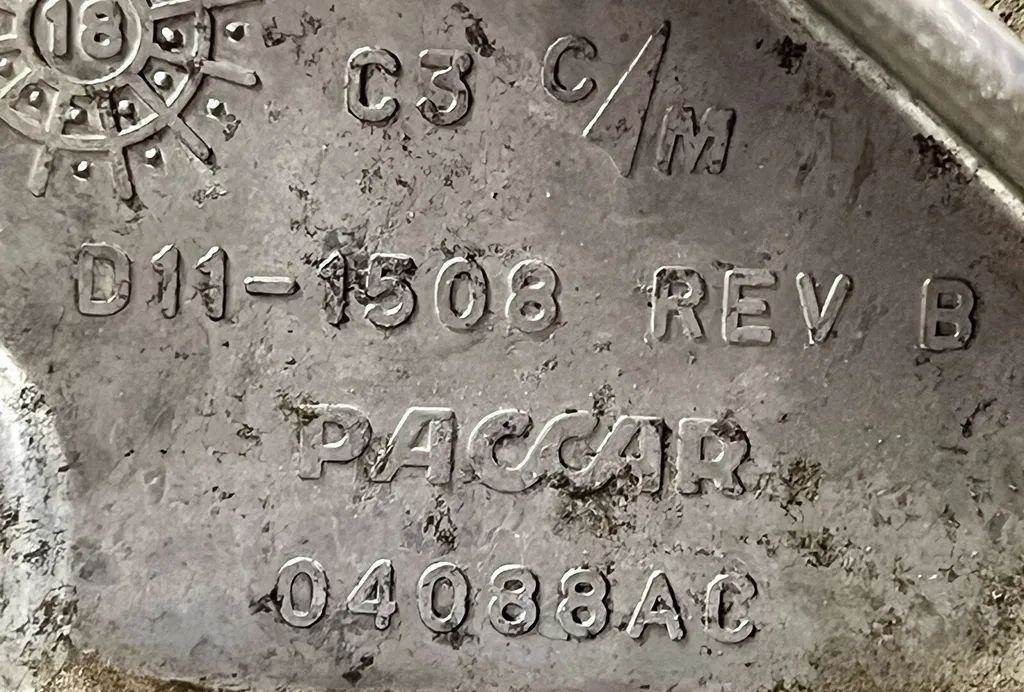 18
C3 C/M
D11-1508 REV B
PACCAR
04088AC